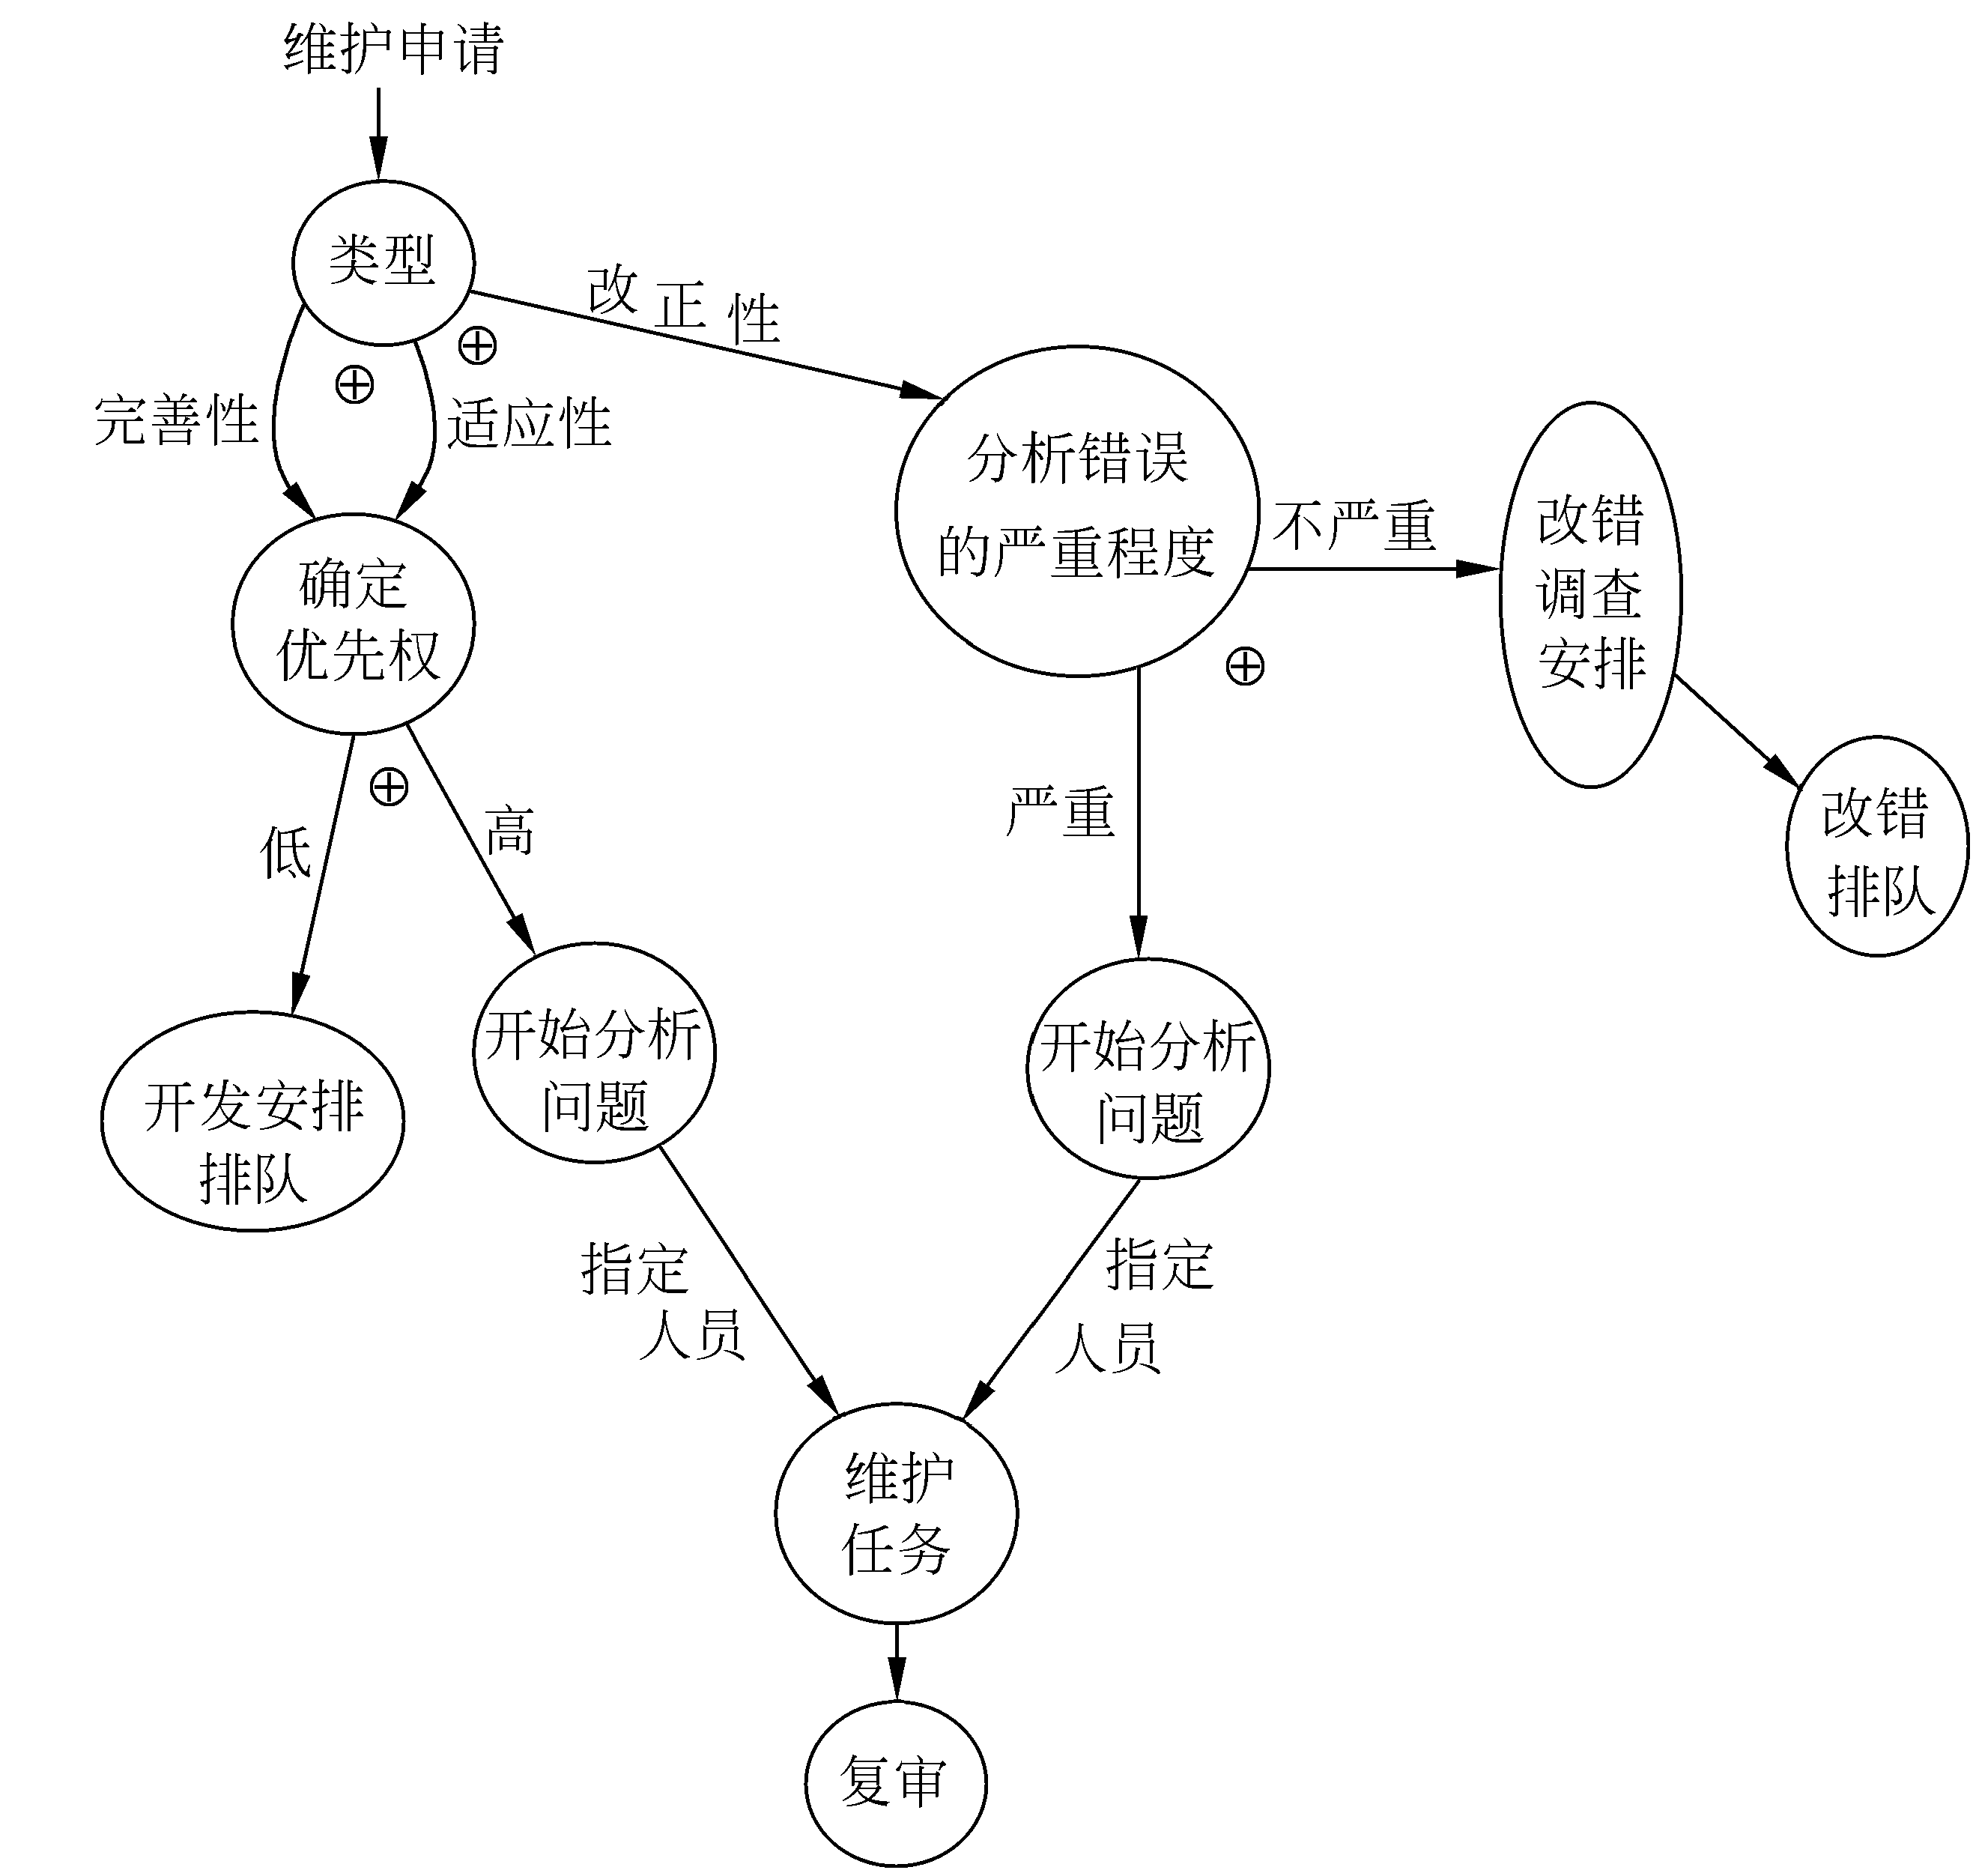 维护申请
类型
改正性
完善性
适应性
分析错误
的严重程度
不严重
改错
调查
安排
确定
优先权
低
高
严重
改错
排队
开始分析
问题
开始分析
问题
开发安排
排队
指定
人员
指定
人员
维护
任务
复审